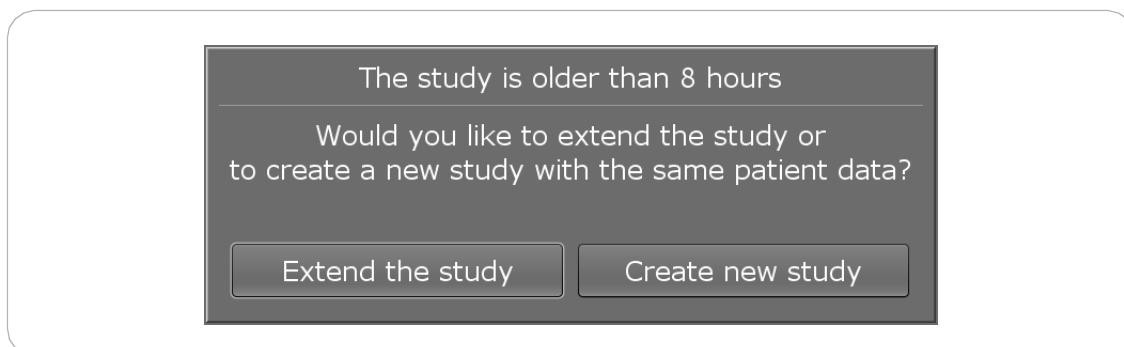 The study is older than 8 hours
Would you like to extend the study or
to create a new study with the same patient data?
Extend the study
Create new study